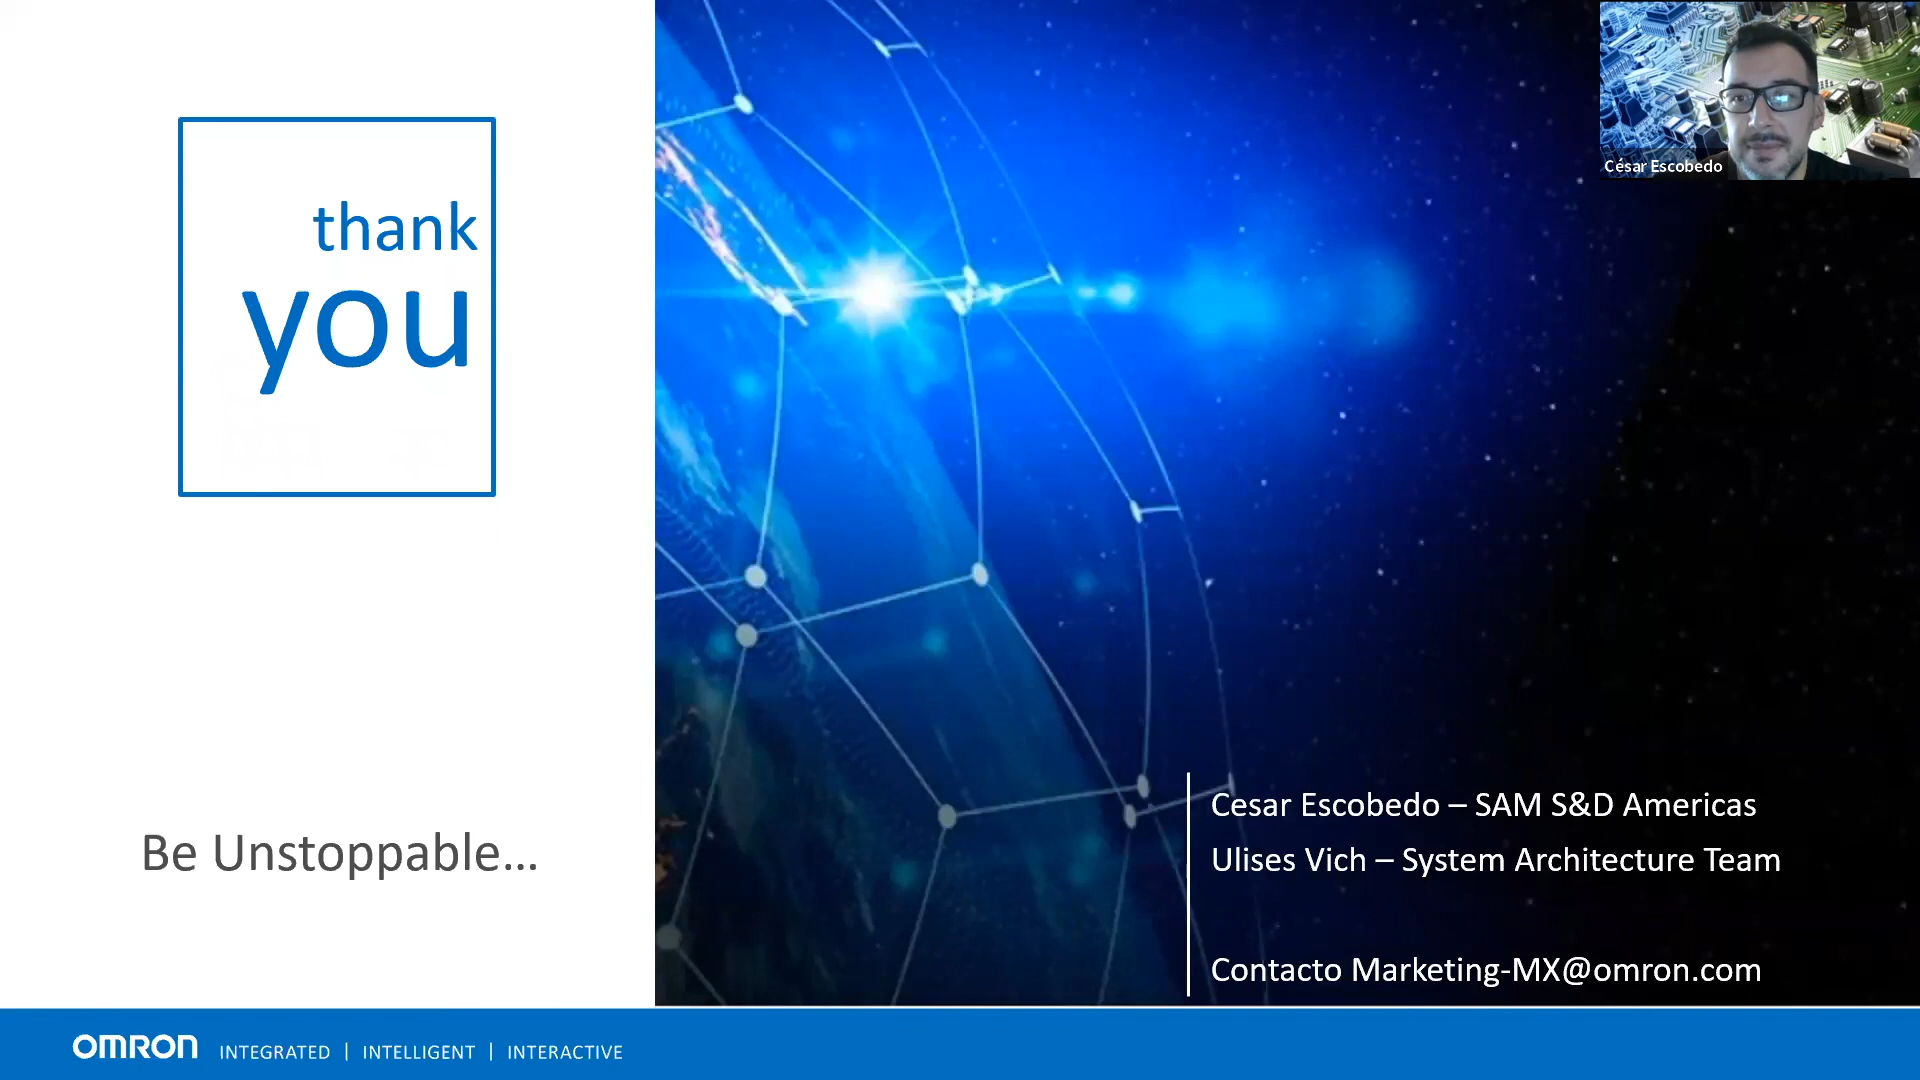 César Escobedo
thank
you
Be Unstoppable...
Cesar Escobedo – SAM S&D Americas
Ulises Vich – System Architecture Team
Contacto Marketing-MX@omron.com
OMRON INTEGRATED | INTELLIGENT | INTERACTIVE